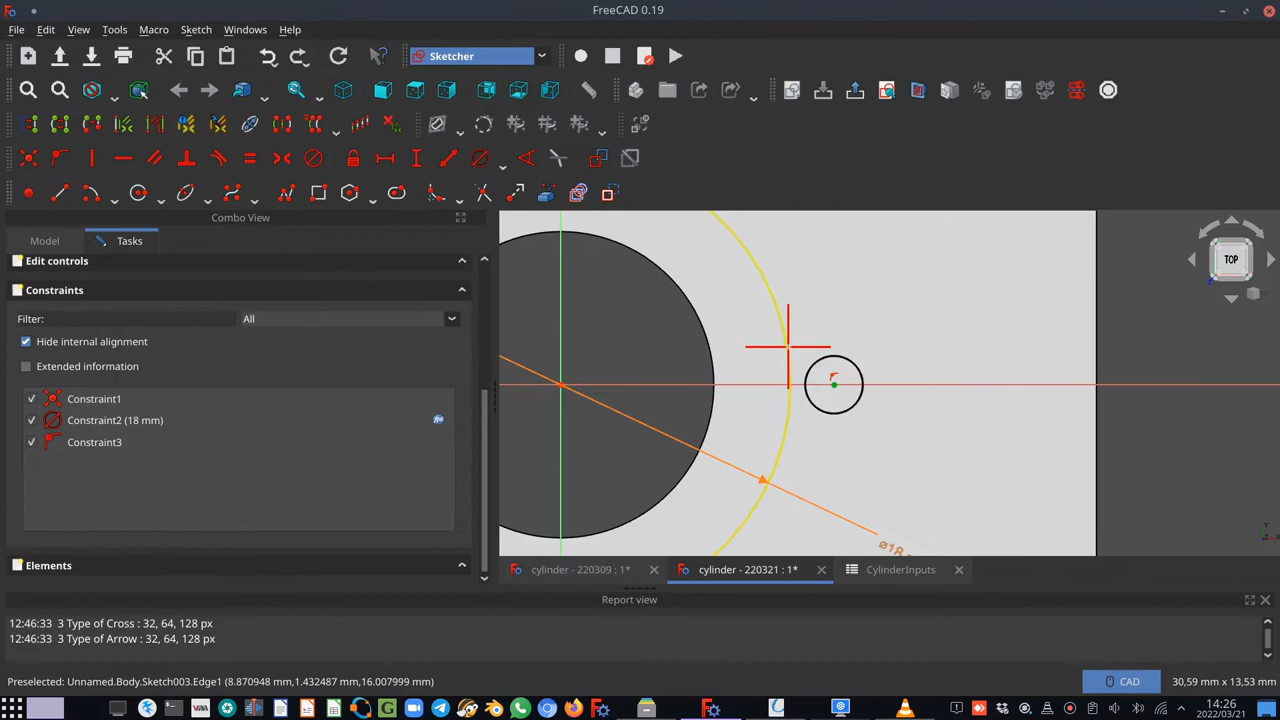 FreeCAD 0.19
File Edit View Tools Macro Sketch Windows Help
Sketcher
Combo View
Model Tasks
Edit controls
Constraints
Filter: All
Hide internal alignment
Extended information
Constraint1
Constraint2 (18 mm)
Constraint3
Elements
TOP
⌀18
cylinder - 220309 : 1* cylinder - 220321 : 1* CylinderInputs
Report view
12:46:33 3 Type of Cross : 32, 64, 128 px
12:46:33 3 Type of Arrow : 32, 64, 128 px
Preselected: Unnamed.Body.Sketch003.Edge1 (8.870948 mm,1.432487 mm,16.007999 mm) CAD 30,59 mm x 13,53 mm
14:26
2022/03/21